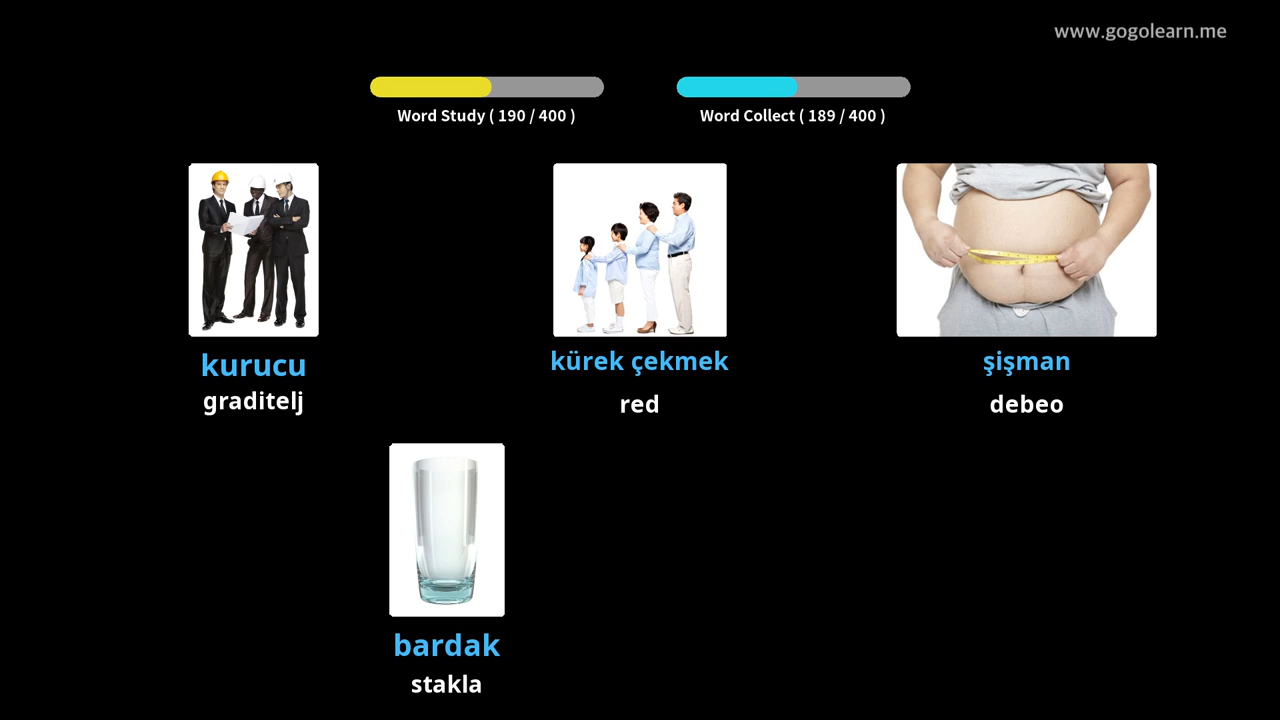 www.gogolearn.me
Word Study ( 190 / 400 )
Word Collect ( 189 / 400 )
kurucu
graditelj
kürek çekmek
red
şişman
debeo
bardak
stakla